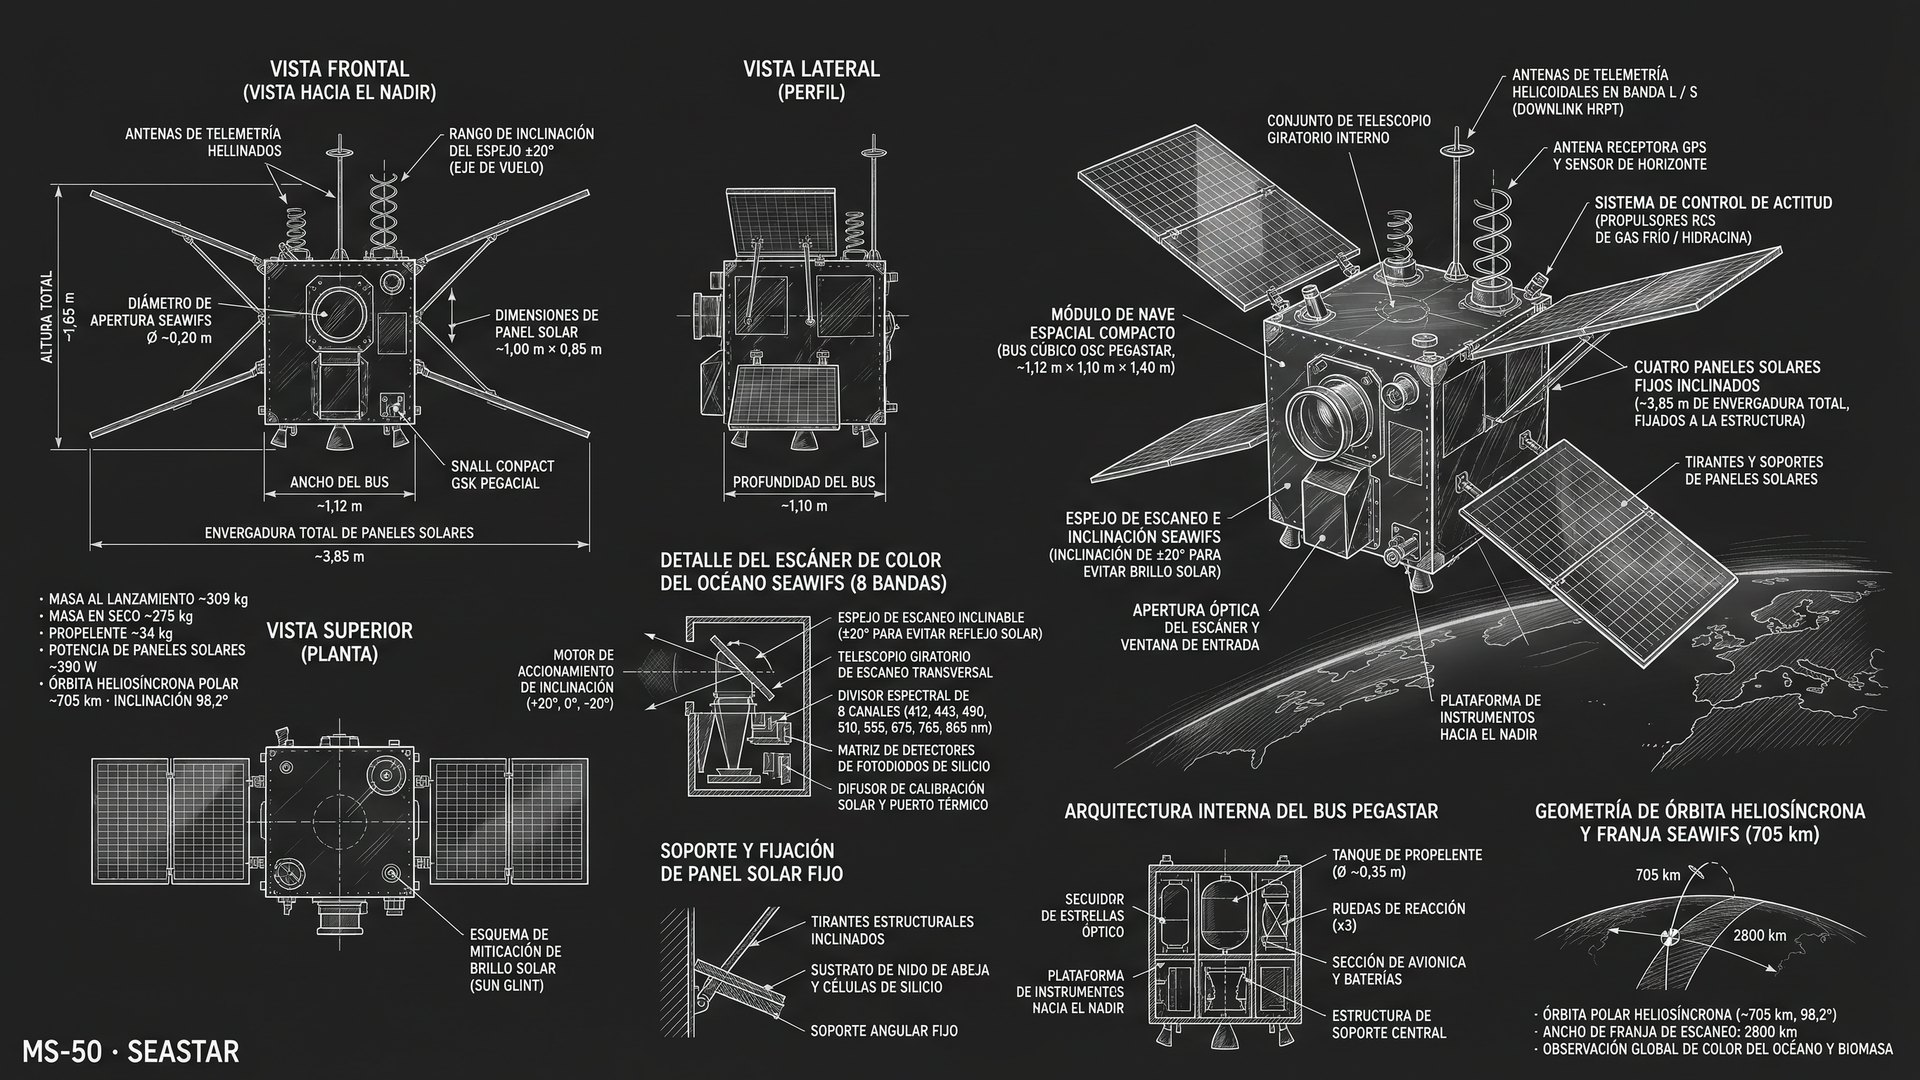 VISTA FRONTAL
(VISTA HACIA EL NADIR)
ANTENAS DE TELEMETRÍA
HELLINADOS
RANGO DE INCLINACIÓN
DEL ESPEJO ±20°
(EJE DE VUELO)
ALTURA TOTAL
~1,65 m
DIÁMETRO DE
APERTURA SEAWIFS
Ø ~0,20 m
DIMENSIONES DE
PANEL SOLAR
~1,00 m × 0,85 m
SNALL CONPACT
GSK PEGACIAL
ANCHO DEL BUS
~1,12 m
ENVERGADURA TOTAL DE PANELES SOLARES
~3,85 m
VISTA LATERAL
(PERFIL)
PROFUNDIDAD DEL BUS
~1,10 m
CONJUNTO DE TELESCOPIO
GIRATORIO INTERNO
ANTENAS DE TELEMETRÍA
HELICOIDALES EN BANDA L / S
(DOWNLINK HRPT)
ANTENA RECEPTORA GPS
Y SENSOR DE HORIZONTE
SISTEMA DE CONTROL DE ACTITUD
(PROPULSORES RCS
DE GAS FRÍO / HIDRACINA)
MÓDULO DE NAVE
ESPACIAL COMPACTO
(BUS CÚBICO OSC PEGASTAR,
~1,12 m × 1,10 m × 1,40 m)
CUATRO PANELES SOLARES
FIJOS INCLINADOS
(~3,85 m DE ENVERGADURA TOTAL,
FIJADOS A LA ESTRUCTURA)
TIRANTES Y SOPORTES
DE PANELES SOLARES
ESPEJO DE ESCANEO E
INCLINACIÓN SEAWIFS
(INCLINACIÓN DE ±20° PARA
EVITAR BRILLO SOLAR)
APERTURA ÓPTICA
DEL ESCÁNER Y
VENTANA DE ENTRADA
PLATAFORMA DE
INSTRUMENTOS
HACIA EL NADIR
• MASA AL LANZAMIENTO ~309 kg
• MASA EN SECO ~275 kg
• PROPELENTE ~34 kg
• POTENCIA DE PANELES SOLARES
~390 W
• ÓRBITA HELIOSÍNCRONA POLAR
~705 km · INCLINACIÓN 98,2°
VISTA SUPERIOR
(PLANTA)
ESQUEMA DE
MITICACIÓN DE
BRILLO SOLAR
(SUN GLINT)
DETALLE DEL ESCÁNER DE COLOR
DEL OCÉANO SEAWIFS (8 BANDAS)
MOTOR DE
ACCIONAMIENTO
DE INCLINACIÓN
(+20°, 0°, -20°)
ESPEJO DE ESCANEO INCLINABLE
(±20° PARA EVITAR REFLEJO SOLAR)
TELESCOPIO GIRATORIO
DE ESCANEO TRANSVERSAL
DIVISOR ESPECTRAL DE
8 CANALES (412, 443, 490,
510, 555, 675, 765, 865 nm)
MATRIZ DE DETECTORES
DE FOTODIODOS DE SILICIO
DIFUSOR DE CALIBRACIÓN
SOLAR Y PUERTO TÉRMICO
SOPORTE Y FIJACIÓN
DE PANEL SOLAR FIJO
TIRANTES ESTRUCTURALES
INCLINADOS
SUSTRATO DE NIDO DE ABEJA
Y CÉLULAS DE SILICIO
SOPORTE ANGULAR FIJO
ARQUITECTURA INTERNA DEL BUS PEGASTAR
SECUIDOR
DE ESTRELLAS
ÓPTICO
PLATAFORMA
DE INSTRUMENTOS
HACIA EL NADIR
TANQUE DE PROPELENTE
(Ø ~0,35 m)
RUEDAS DE REACCIÓN
(x3)
SECCIÓN DE AVIONICA
Y BATERÍAS
ESTRUCTURA DE
SOPORTE CENTRAL
GEOMETRÍA DE ÓRBITA HELIOSÍNCRONA
Y FRANJA SEAWIFS (705 km)
705 km
2800 km
- ÓRBITA POLAR HELIOSÍNCRONA (~705 km, 98,2°)
- ANCHO DE FRANJA DE ESCANEO: 2800 km
- OBSERVACIÓN GLOBAL DE COLOR DEL OCÉANO Y BIOMASA
MS-50 · SEASTAR